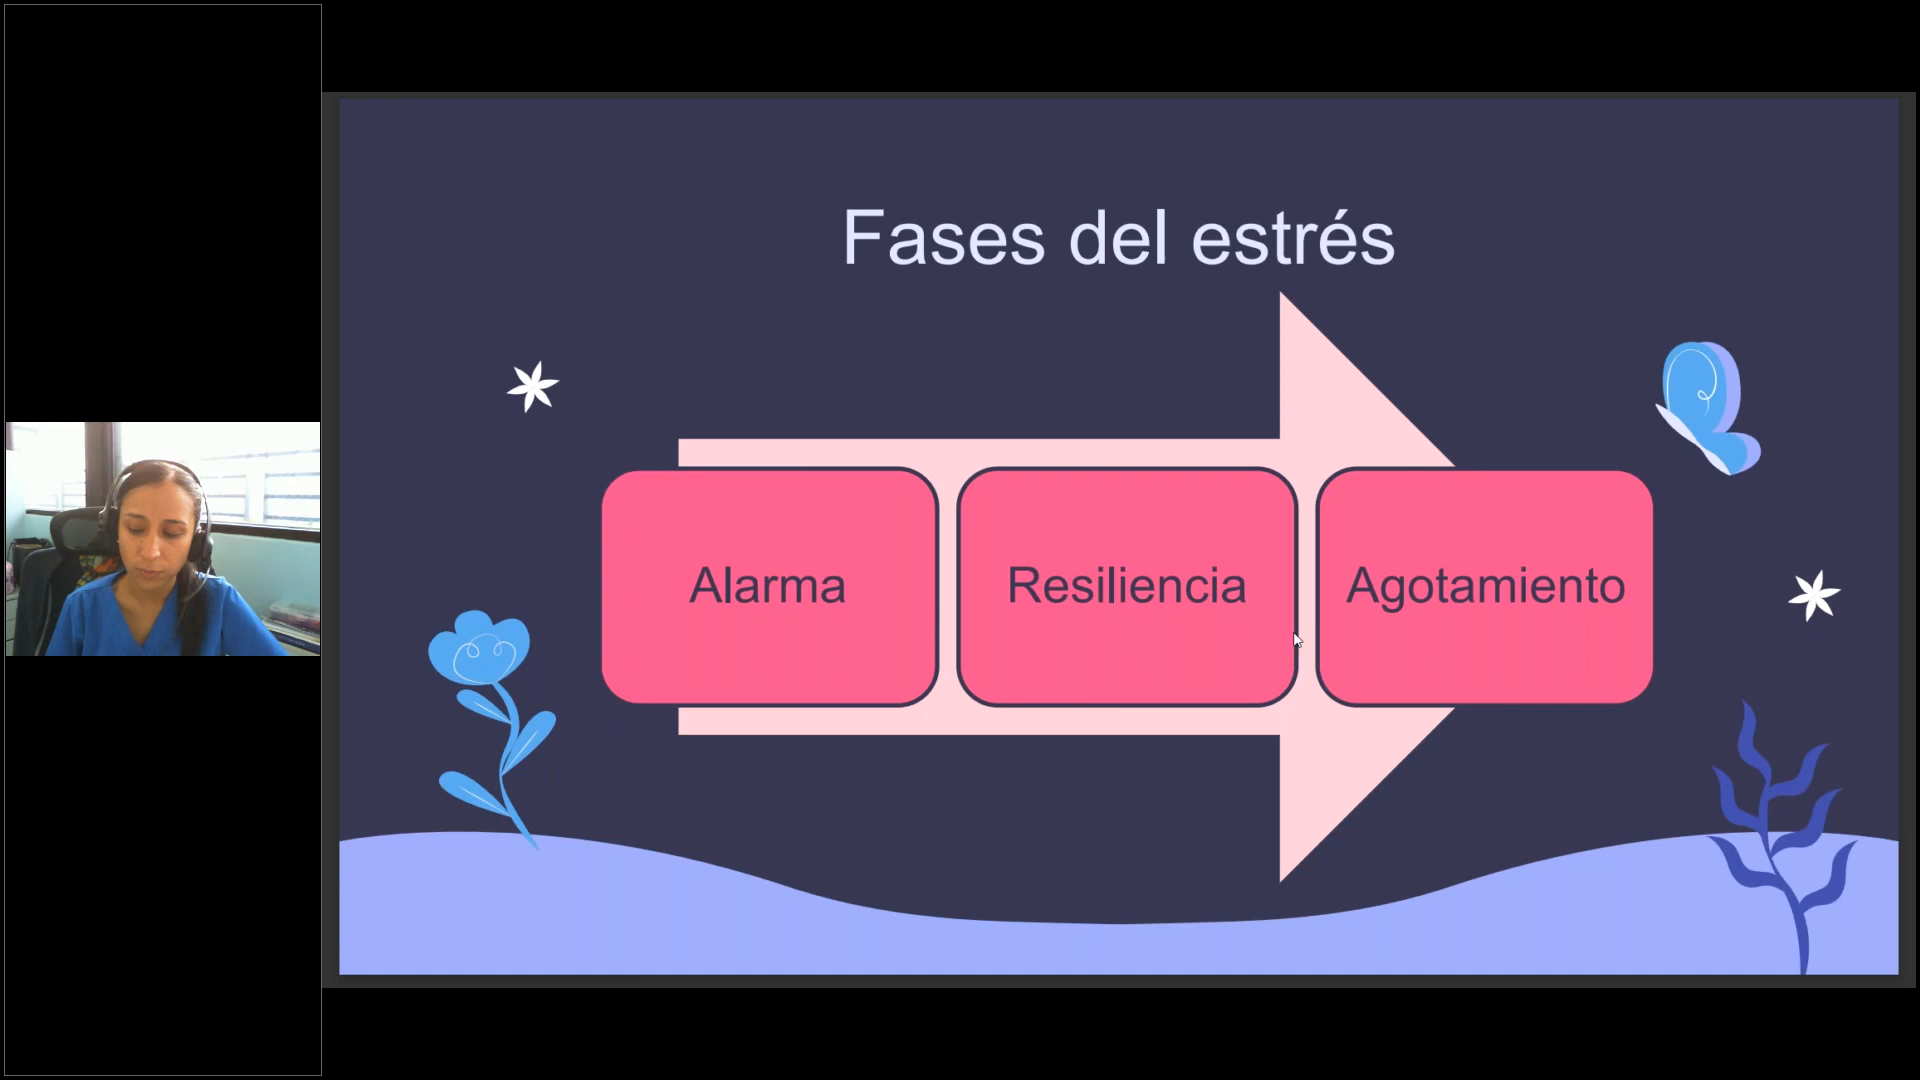 Fases del estrés
Alarma
Resiliencia
Agotamiento